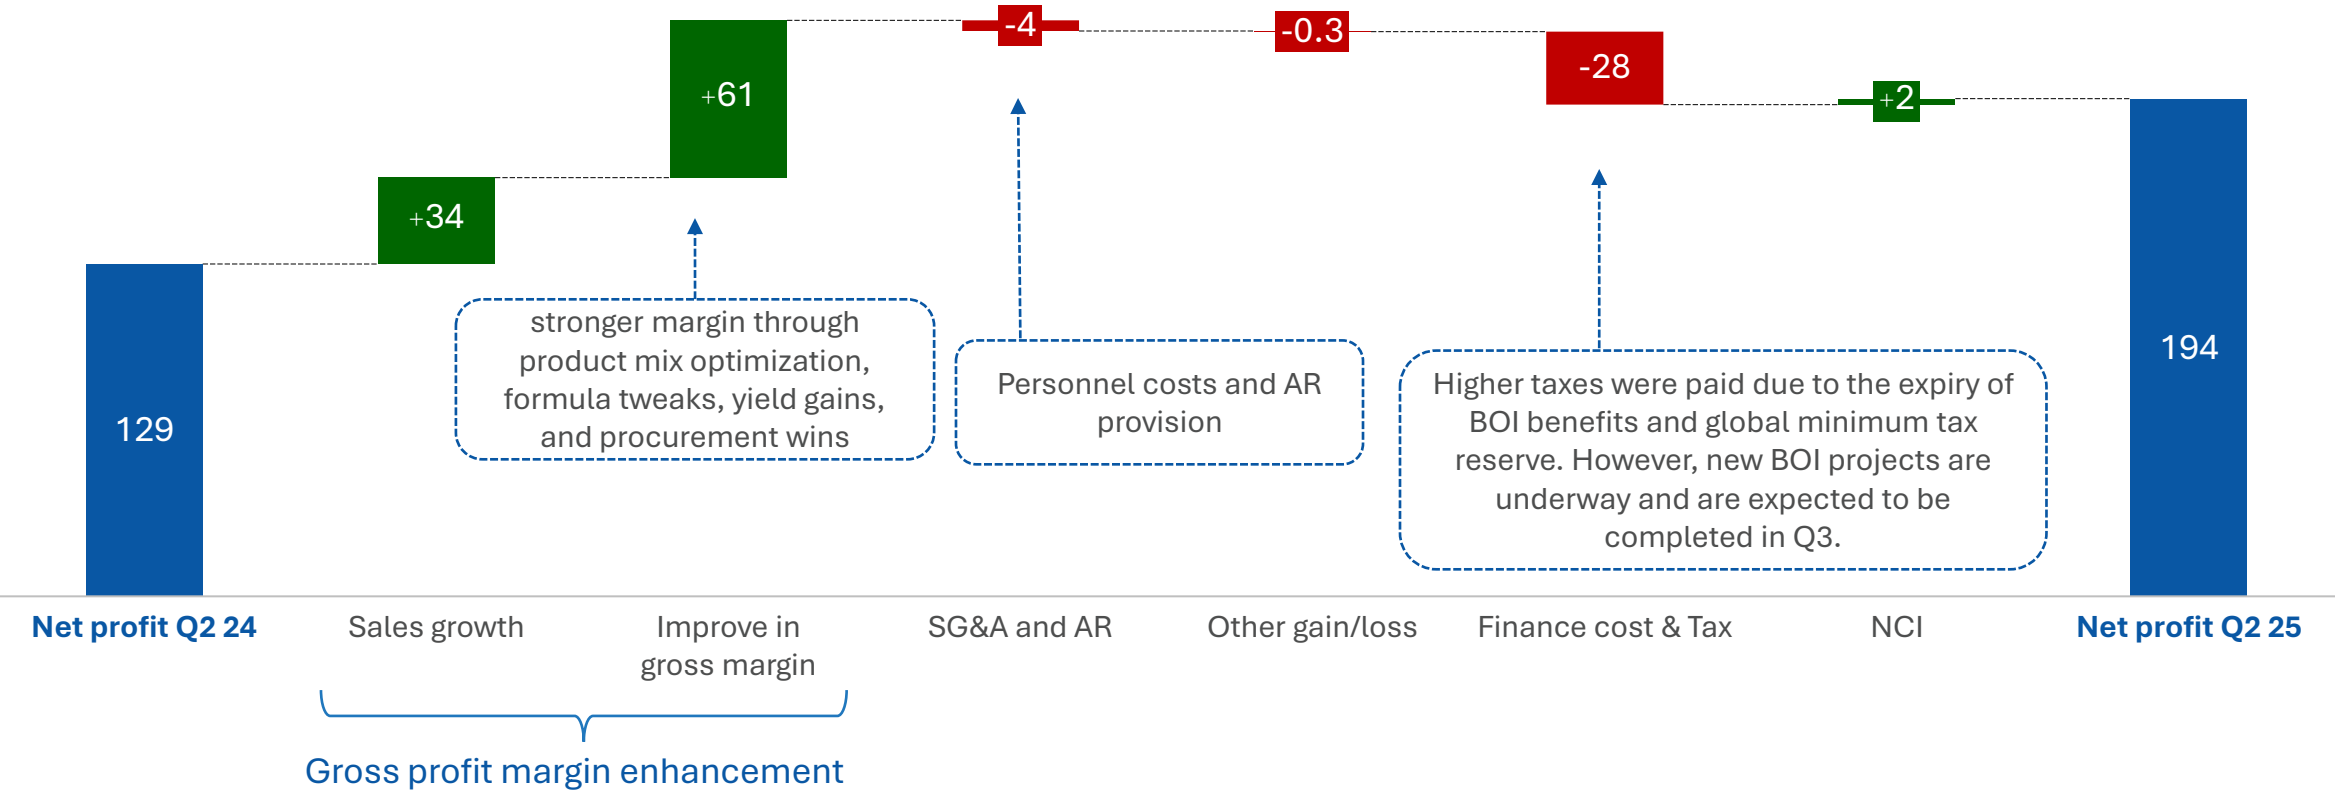 +61
-4
-0.3
-28
+2
+34
129
194
stronger margin through
product mix optimization,
formula tweaks, yield gains,
and procurement wins
Personnel costs and AR
provision
Higher taxes were paid due to the expiry of
BOI benefits and global minimum tax
reserve. However, new BOI projects are
underway and are expected to be
completed in Q3.
Net profit Q2 24
Sales growth
Improve in
gross margin
SG&A and AR
Other gain/loss
Finance cost & Tax
NCI
Net profit Q2 25
Gross profit margin enhancement